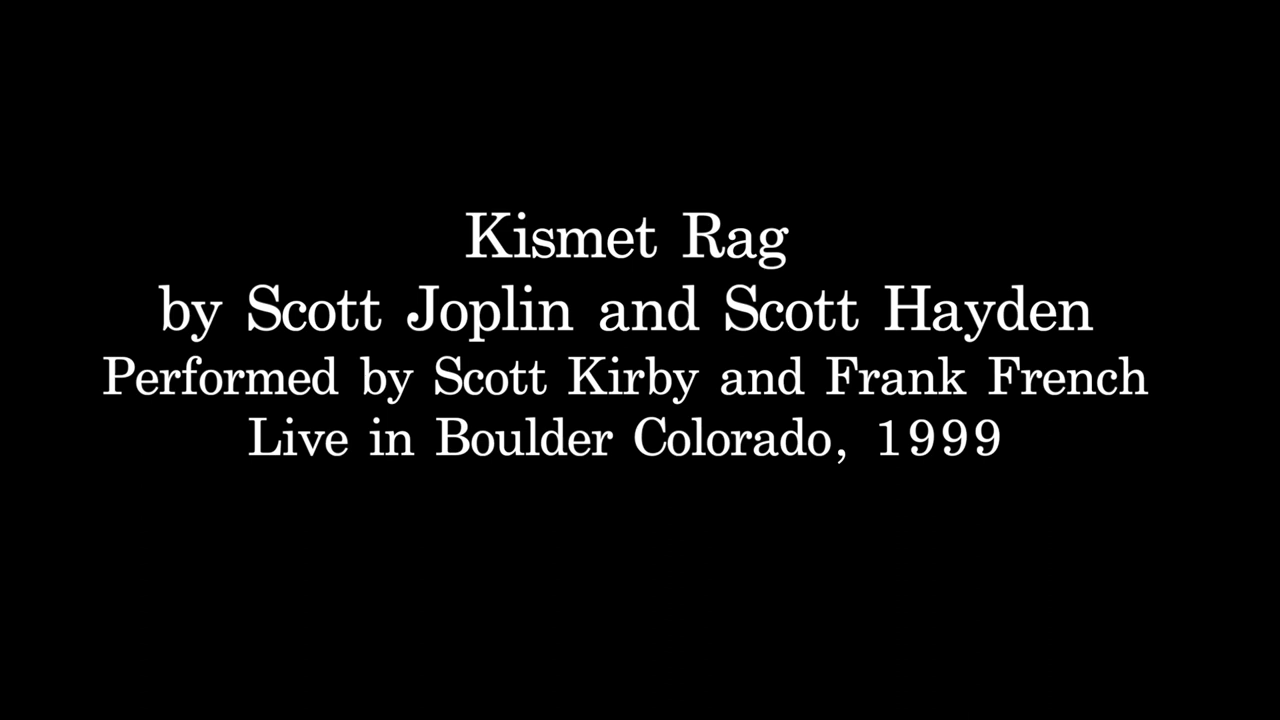 Kismet Rag
by Scott Joplin and Scott Hayden
Performed by Scott Kirby and Frank French
Live in Boulder Colorado, 1999